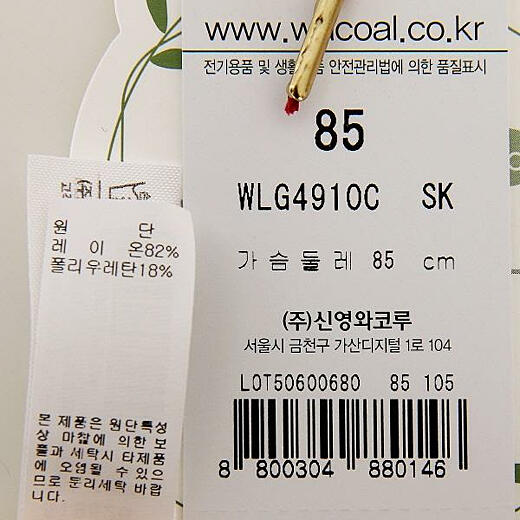 www.wacoal.co.kr
전기용품 및 생활용품 안전관리법에 의한 품질표시
85
WLG4910C SK
가 슴 둘 레 85 cm
(주)신영와코루
서울시 금천구 가산디지털 1로 104
LOT50600680 85 105
8 800304 880146
원 단
레 이 온82%
폴리우레탄18%
본 제품은 원단특성
상 마찰에 의한 보
풀과 세탁시 타제품
에 오염될 수 있으
므로 분리세탁 바랍
니다.